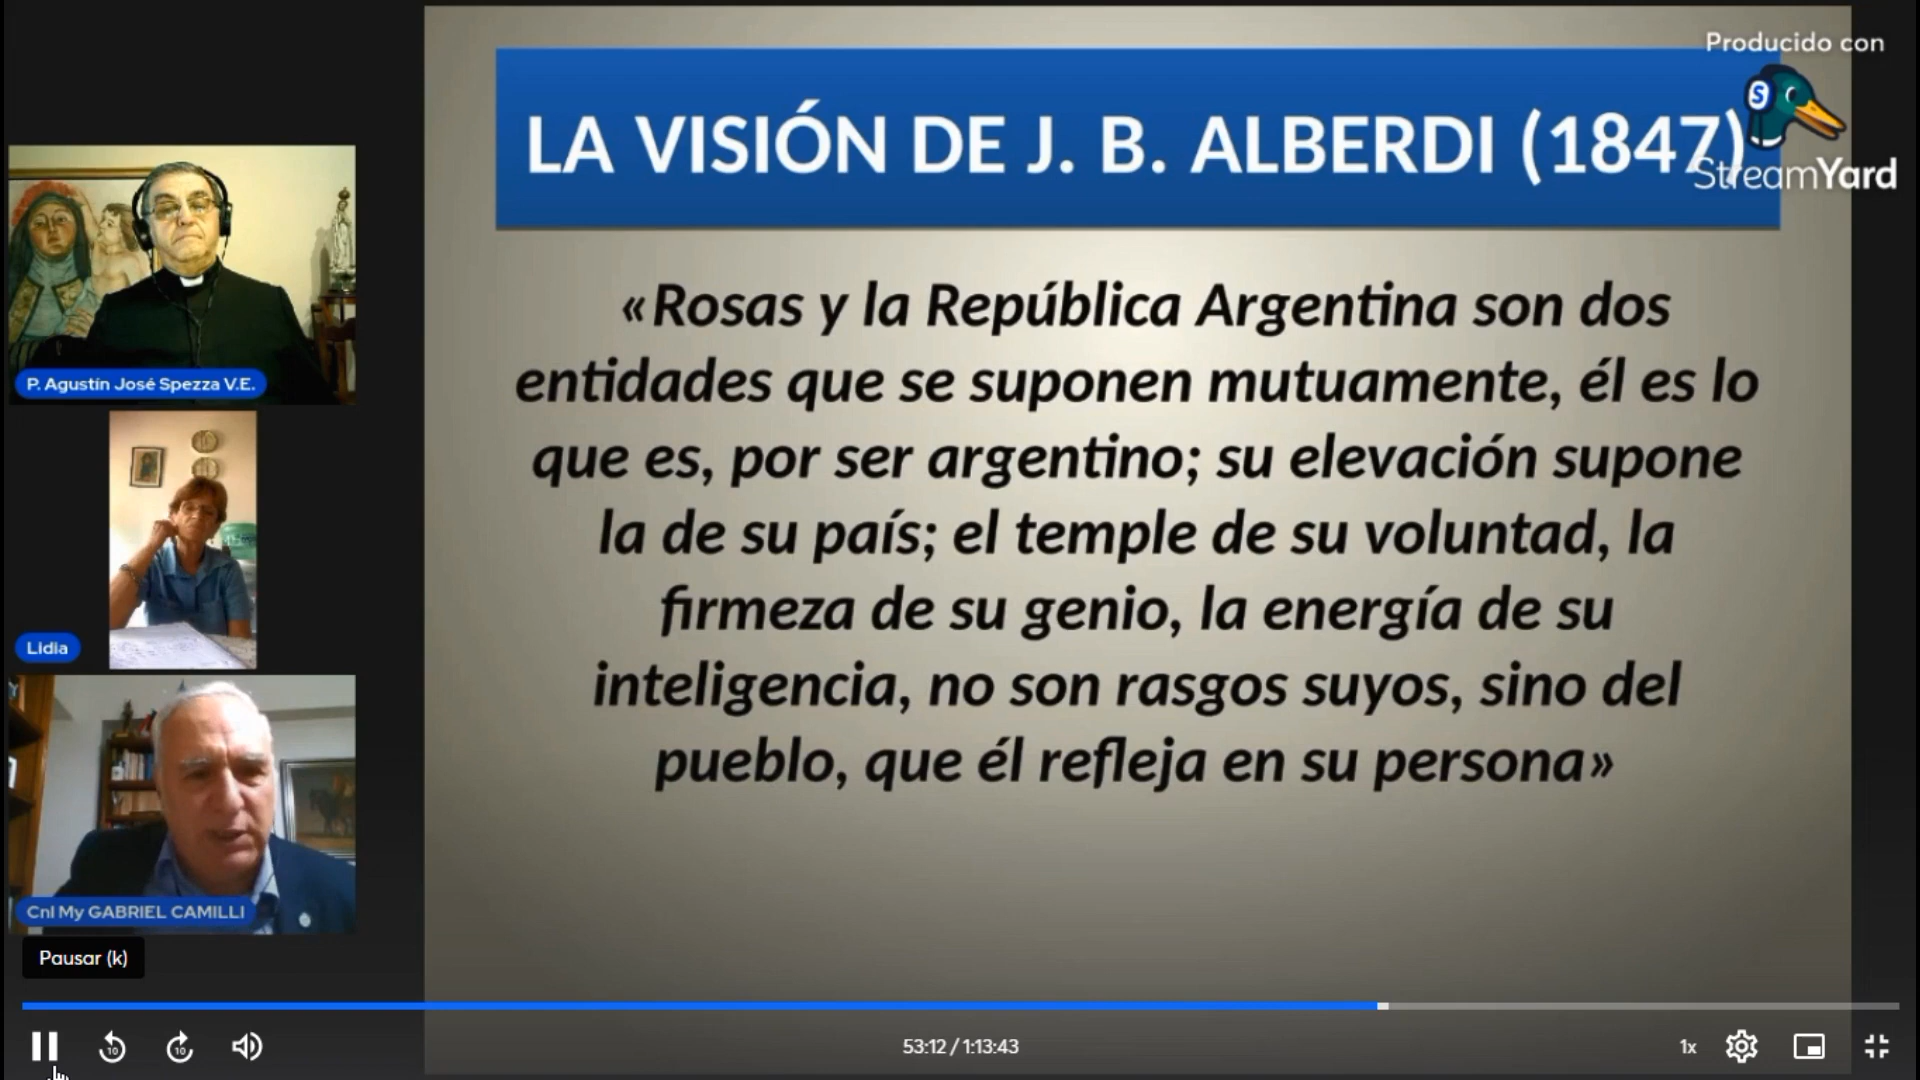 Producido con
StreamYard
LA VISIÓN DE J. B. ALBERDI (1847)
«Rosas y la República Argentina son dos
entidades que se suponen mutuamente, él es lo
que es, por ser argentino; su elevación supone
la de su país; el temple de su voluntad, la
firmeza de su genio, la energía de su
inteligencia, no son rasgos suyos, sino del
pueblo, que él refleja en su persona»
P. Agustín José Spezza V.E.
Lidia
Cnl My GABRIEL CAMILLI
Pausar (k)
10
10
53:12 / 1:13:43
1x